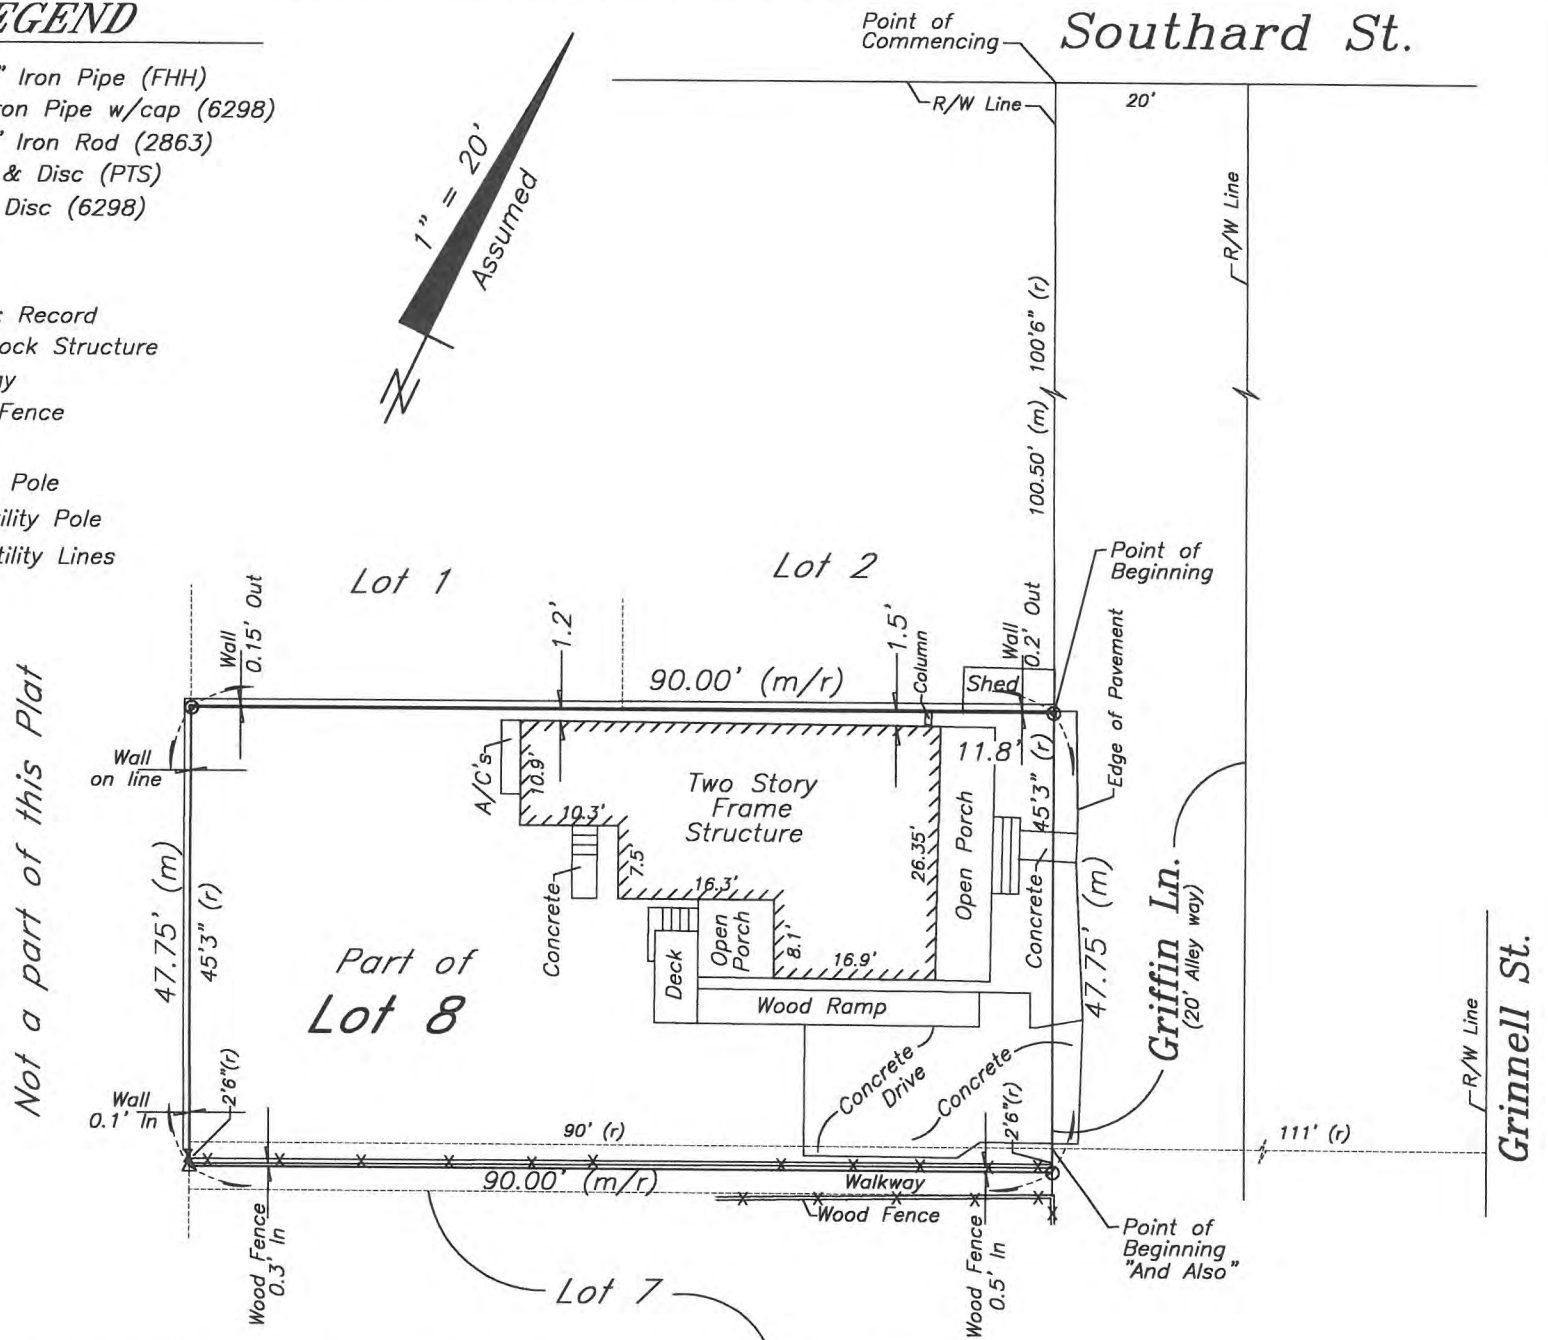 LEGEND
" Iron Pipe (FHH)
ron Pipe w/cap (6298)
" Iron Rod (2863)
& Disc (PTS)
Disc (6298)
Record
ock Structure
ay
Fence
Pole
ility Pole
tility Lines
1" = 20'
Assumed
N
Point of
Commencing
Southard St.
R/W Line
20'
R/W Line
100'6" (r)
100.50' (m)
Lot 1
Lot 2
Point of
Beginning
Edge of Pavement
Wall
0.15' Out
1.2'
1.5'
Column
Wall
0.2' Out
90.00' (m/r)
Shed
Not a part of this Plat
Wall
on line
A/C's
10.9'
Two Story
Frame
Structure
11.8'
45'3" (r)
10.3'
7.5'
26.35'
Open Porch
Concrete
16.3'
Concrete
47.75' (m)
45'3" (r)
47.75' (m)
Griffin Ln.
(20' Alley way)
Part of
Lot 8
Open
Porch
8.1'
16.9'
Deck
Wood Ramp
Concrete
Drive
Concrete
R/W Line
Grinnell St.
Wall
0.1' In
2'6"(r)
2'6"(r)
90' (r)
111' (r)
90.00' (m/r)
Walkway
Wood Fence
Wood Fence
0.3' In
Wood Fence
0.5' In
Point of
Beginning
"And Also"
Lot 7